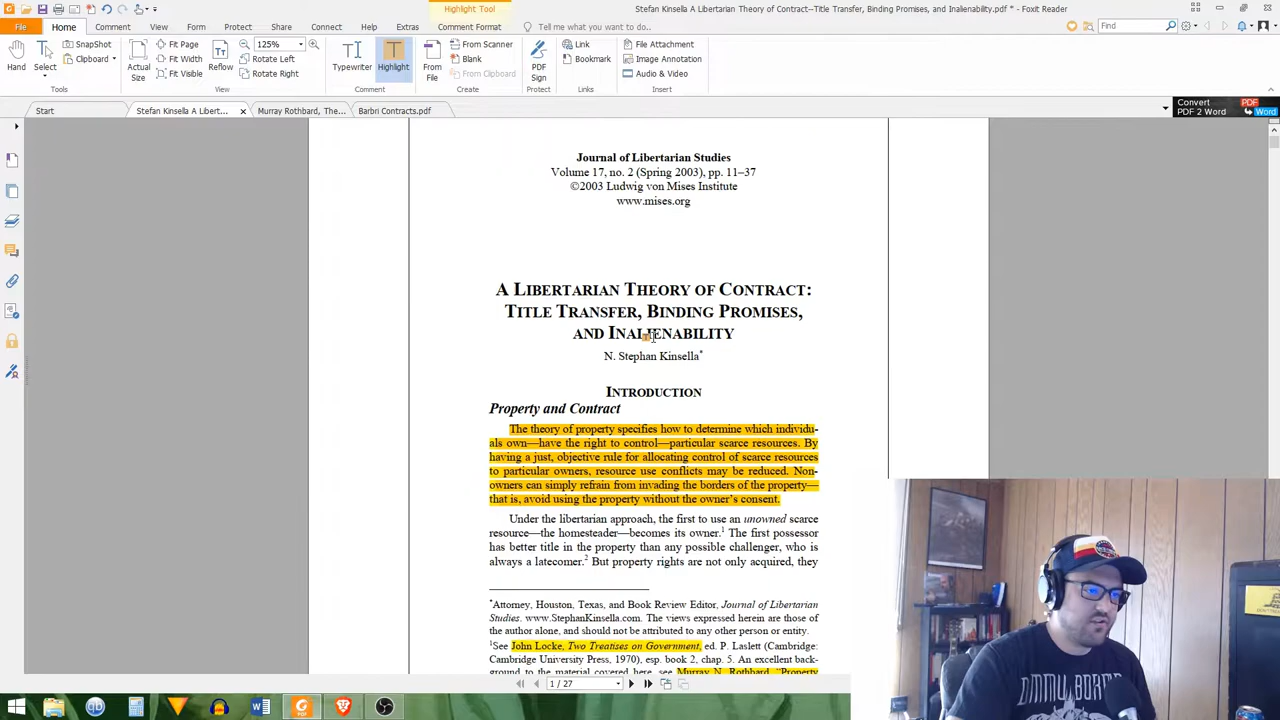 Highlight Tool
Stefan Kinsella A Libertarian Theory of Contract--Title Transfer, Binding Promises, and Inalienability.pdf * - Foxit Reader
File
Home
Comment
View
Form
Protect
Share
Connect
Help
Extras
Comment Format
Tell me what you want to do...
Find
Hand
Select
SnapShot
Clipboard
Tools
Actual Size
Fit Page
Fit Width
Fit Visible
Reflow
125%
Rotate Left
Rotate Right
View
Typewriter
Highlight
Comment
From File
From Scanner
Blank
From Clipboard
Create
PDF Sign
Protect
Link
Bookmark
Links
File Attachment
Image Annotation
Audio & Video
Insert
Start
Stefan Kinsella A Libert...
Murray Rothbard, The...
Barbri Contracts.pdf
Convert PDF
PDF 2 Word Word
Journal of Libertarian Studies
Volume 17, no. 2 (Spring 2003), pp. 11–37
©2003 Ludwig von Mises Institute
www.mises.org
A LIBERTARIAN THEORY OF CONTRACT:
TITLE TRANSFER, BINDING PROMISES,
AND INALIENABILITY
N. Stephan Kinsella*
INTRODUCTION
Property and Contract
The theory of property specifies how to determine which individu-
als own—have the right to control—particular scarce resources. By
having a just, objective rule for allocating control of scarce resources
to particular owners, resource use conflicts may be reduced. Non-
owners can simply refrain from invading the borders of the property—
that is, avoid using the property without the owner's consent.
Under the libertarian approach, the first to use an unowned scarce
resource—the homesteader—becomes its owner.1 The first possessor
has better title in the property than any possible challenger, who is
always a latecomer.2 But property rights are not only acquired, they
*Attorney, Houston, Texas, and Book Review Editor, Journal of Libertarian
Studies. www.StephanKinsella.com. The views expressed herein are those of
the author alone, and should not be attributed to any other person or entity.
1See John Locke, Two Treatises on Government, ed. P. Laslett (Cambridge:
Cambridge University Press, 1970), esp. book 2, chap. 5. An excellent back-
ground to the material covered here, see Murray N. Rothbard, "Property
1 / 27